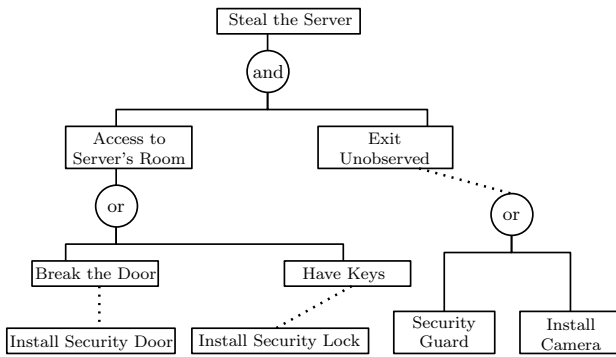 Steal the Server
and
Access to
Server's Room
Exit
Unobserved
or
or
Break the Door
Have Keys
Install Security Door
Install Security Lock
Security
Guard
Install
Camera